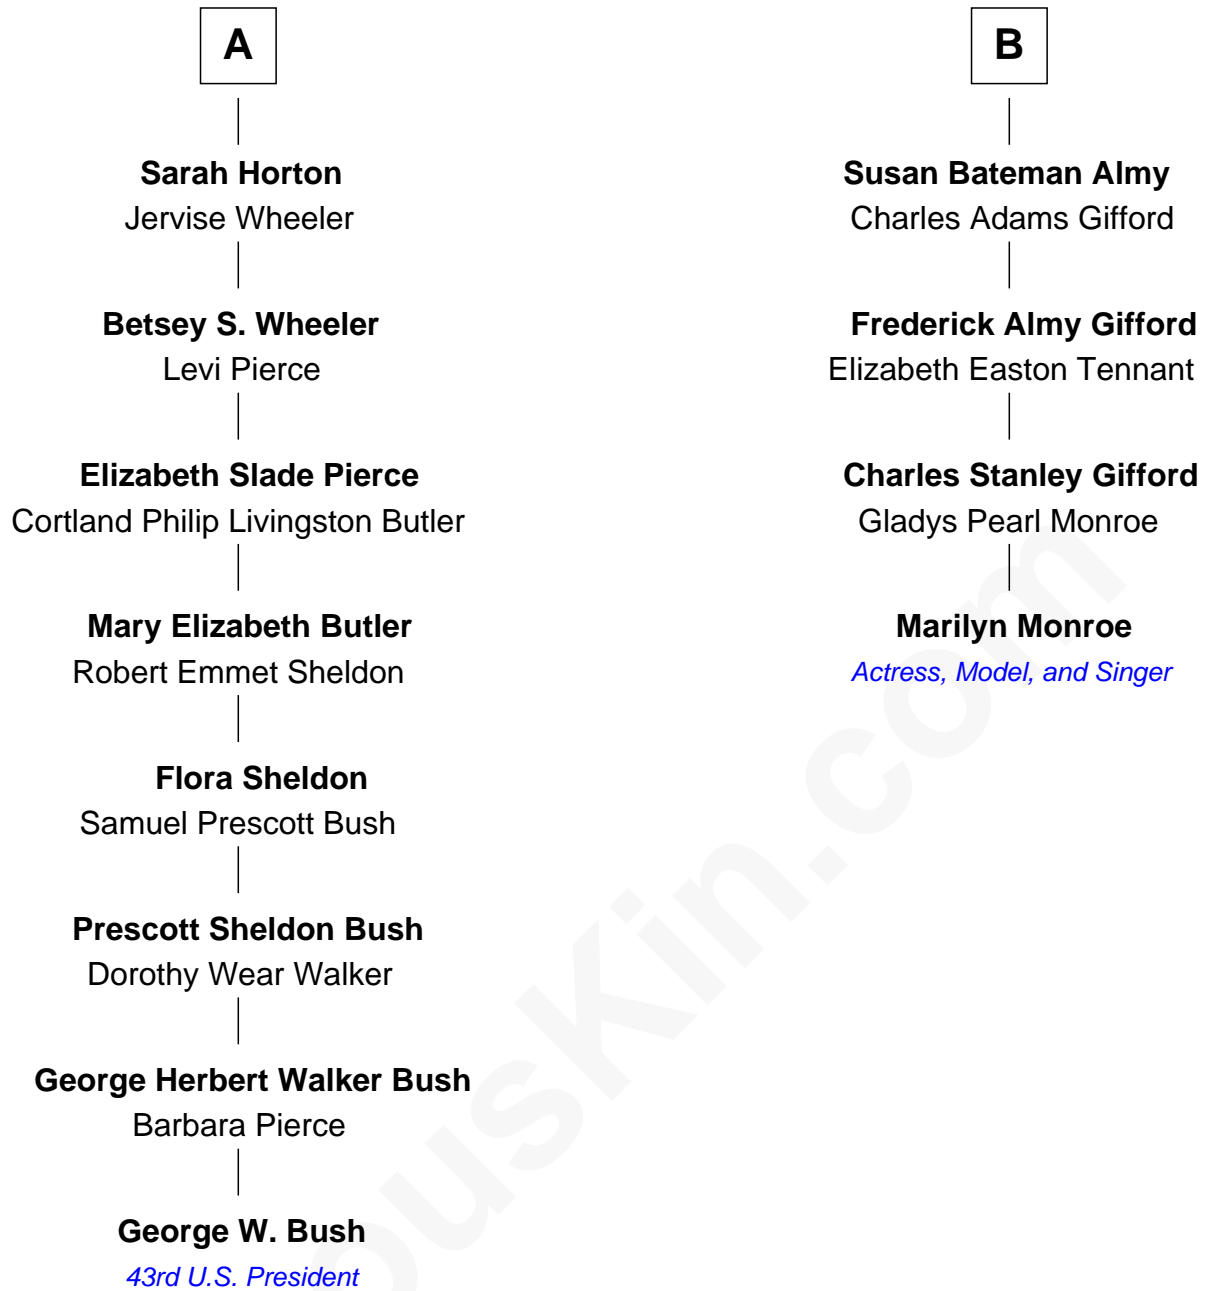 A
Sarah Horton
Jervise Wheeler
Betsey S. Wheeler
Levi Pierce
Elizabeth Slade Pierce
Cortland Philip Livingston Butler
Mary Elizabeth Butler
Robert Emmet Sheldon
Flora Sheldon
Samuel Prescott Bush
Prescott Sheldon Bush
Dorothy Wear Walker
George Herbert Walker Bush
Barbara Pierce
George W. Bush
43rd U.S. President
B
Susan Bateman Almy
Charles Adams Gifford
Frederick Almy Gifford
Elizabeth Easton Tennant
Charles Stanley Gifford
Gladys Pearl Monroe
Marilyn Monroe
Actress, Model, and Singer
ousKin.com